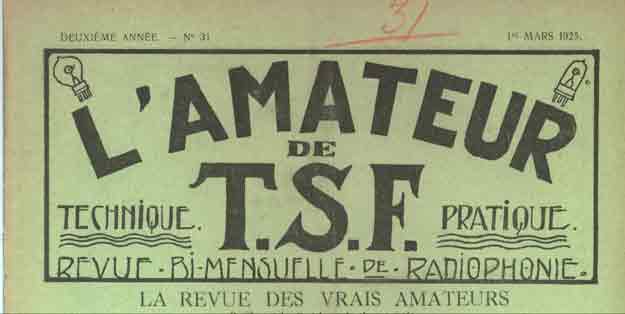 31
DEUXIÈME ANNÉE. — N° 31
1er MARS 1925.
L'AMATEUR
DE
T.S.F.
TECHNIQUE.
PRATIQUE.
REVUE · BI-MENSUELLE · DE · RADIOPHONIE.
LA REVUE DES VRAIS AMATEURS